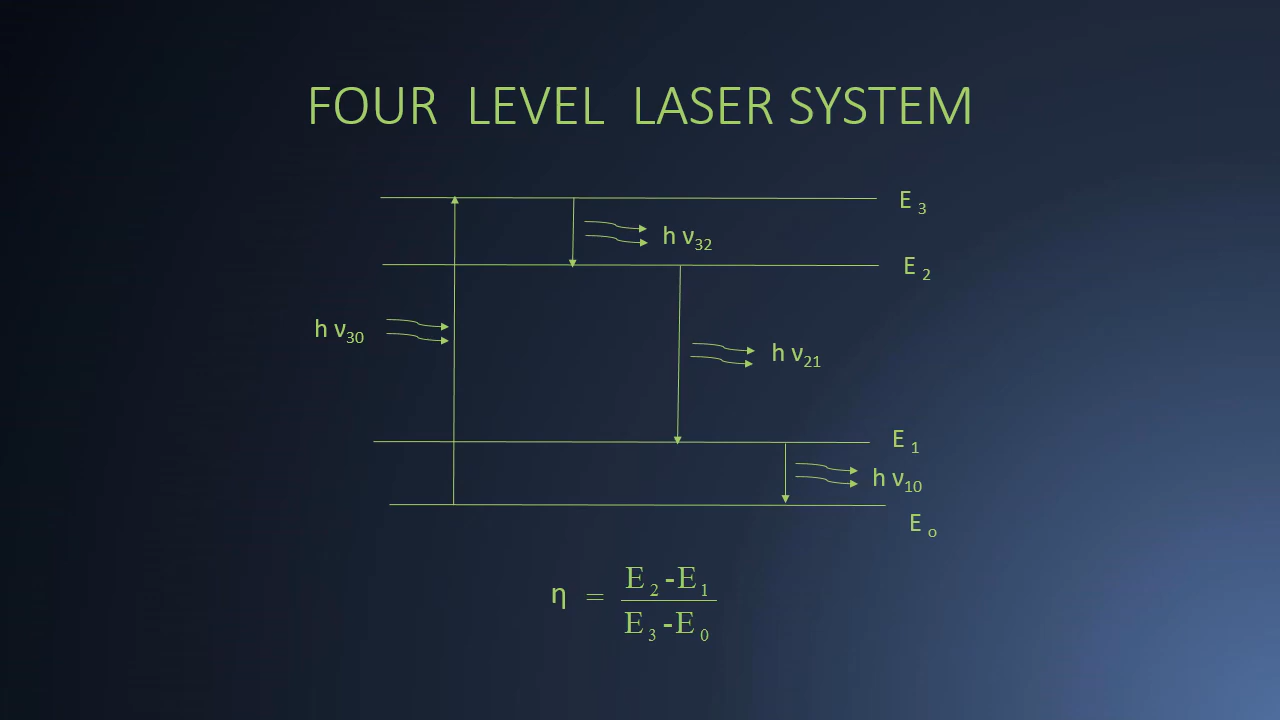 FOUR LEVEL LASER SYSTEM
E 3
h ν32
E 2
h ν30
h ν21
E 1
h ν10
E o
η = E 2 -E 1
E 3 -E 0